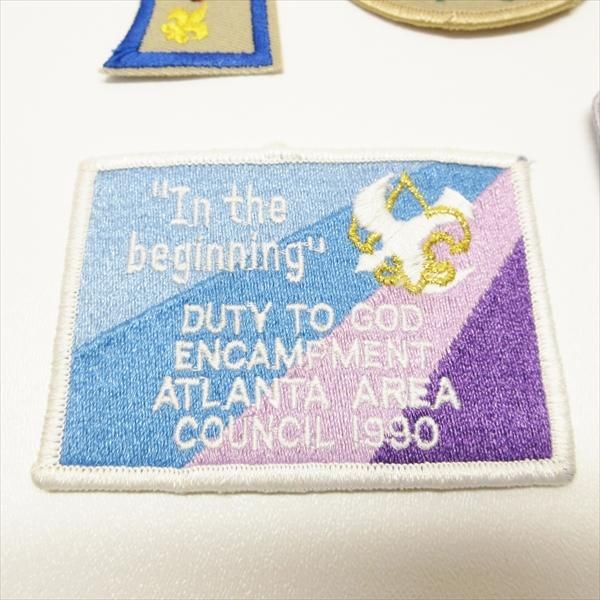 "In the
beginning"
DUTY TO GOD
ENCAMPMENT
ATLANTA AREA
COUNCIL 1990